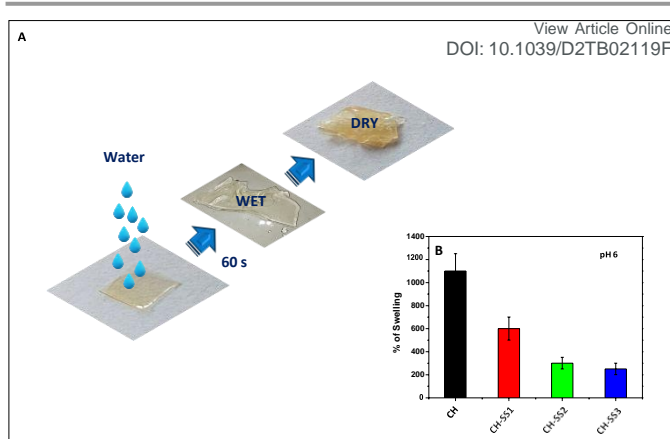 View Article Online
DOI: 10.1039/D2TB02119F
A
DRY
Water
WET
60 s
B
pH 6
1400
1200
1000
800
600
400
200
0
% of Swelling
CH
CH-SS1
CH-SS2
CH-SS3